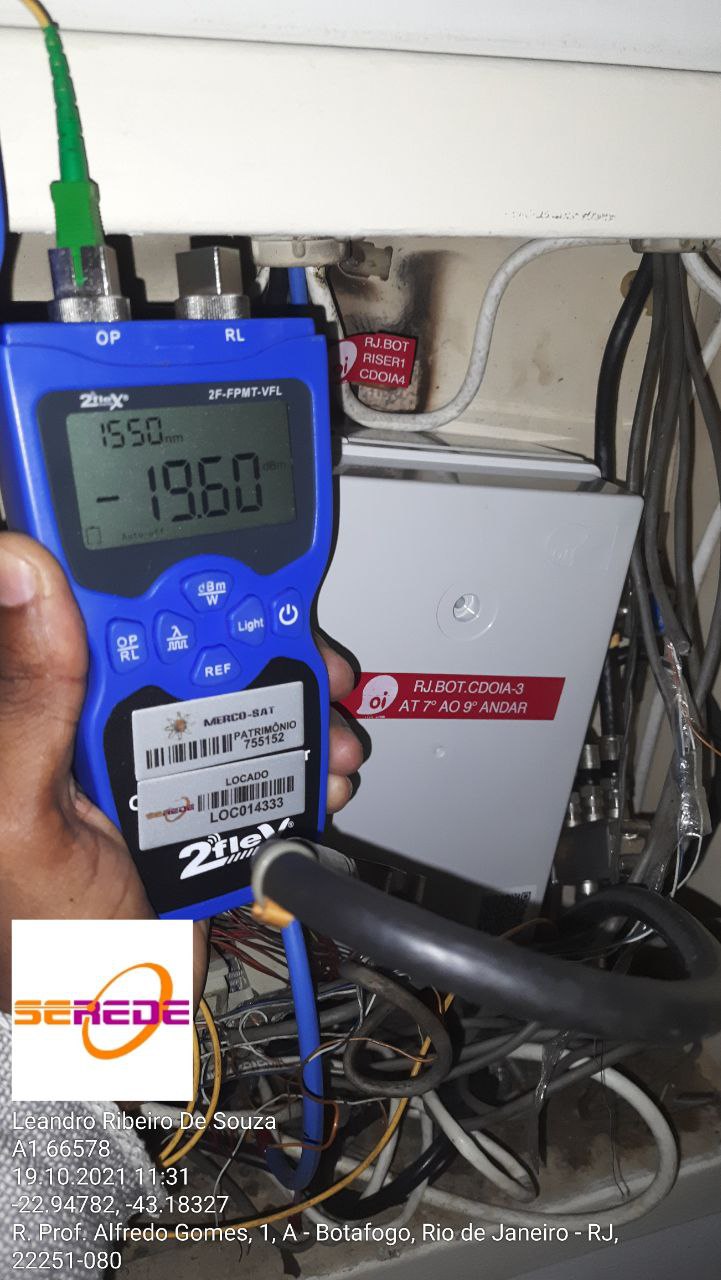 OP
RL
RJ.BOT
RISER1
CDOIA4
oi
2flex®
2F-FPMT-VFL
1550nm
-19.60 dBm
Auto-off
dBm
W
OP
RL
λ
Light
REF
RJ.BOT.CDOIA-3
AT 7º AO 9º ANDAR
oi
MERCO-SAT
PATRIMÔNIO
755152
LOCADO
SEREDE
LOC014333
2flex®
SEREDE
Leandro Ribeiro De Souza
A1 66578
19.10.2021 11:31
-22.94782, -43.18327
R. Prof. Alfredo Gomes, 1, A - Botafogo, Rio de Janeiro - RJ,
22251-080